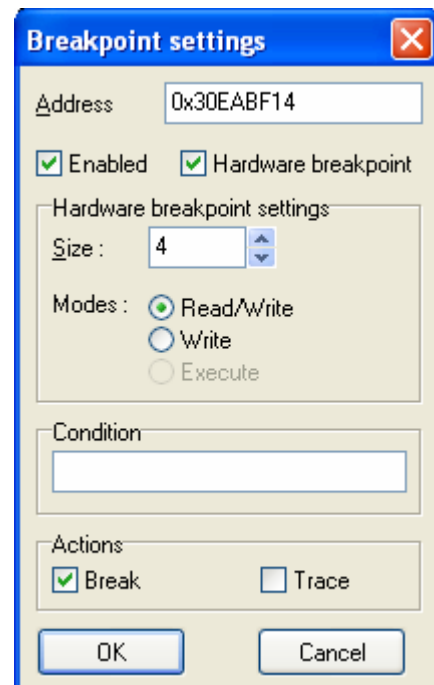 Breakpoint settings
Address 0x30EABF14
Enabled Hardware breakpoint
Hardware breakpoint settings
Size : 4
Modes : Read/Write
Write
Execute
Condition
Actions
Break Trace
OK Cancel